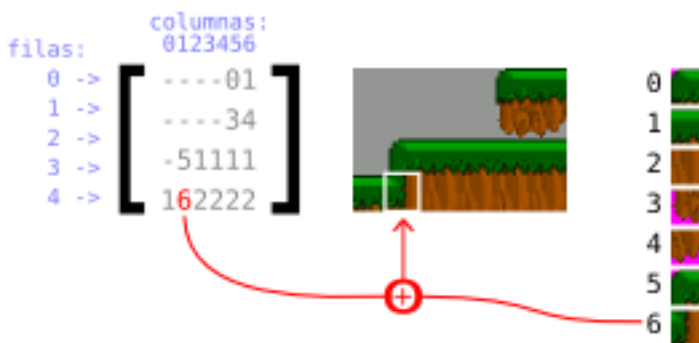 columnas:
0123456
filas:
0 -> ----01
1 -> ----34
2 -> -51111
3 -> 162222
4 ->
0
1
2
3
4
5
6